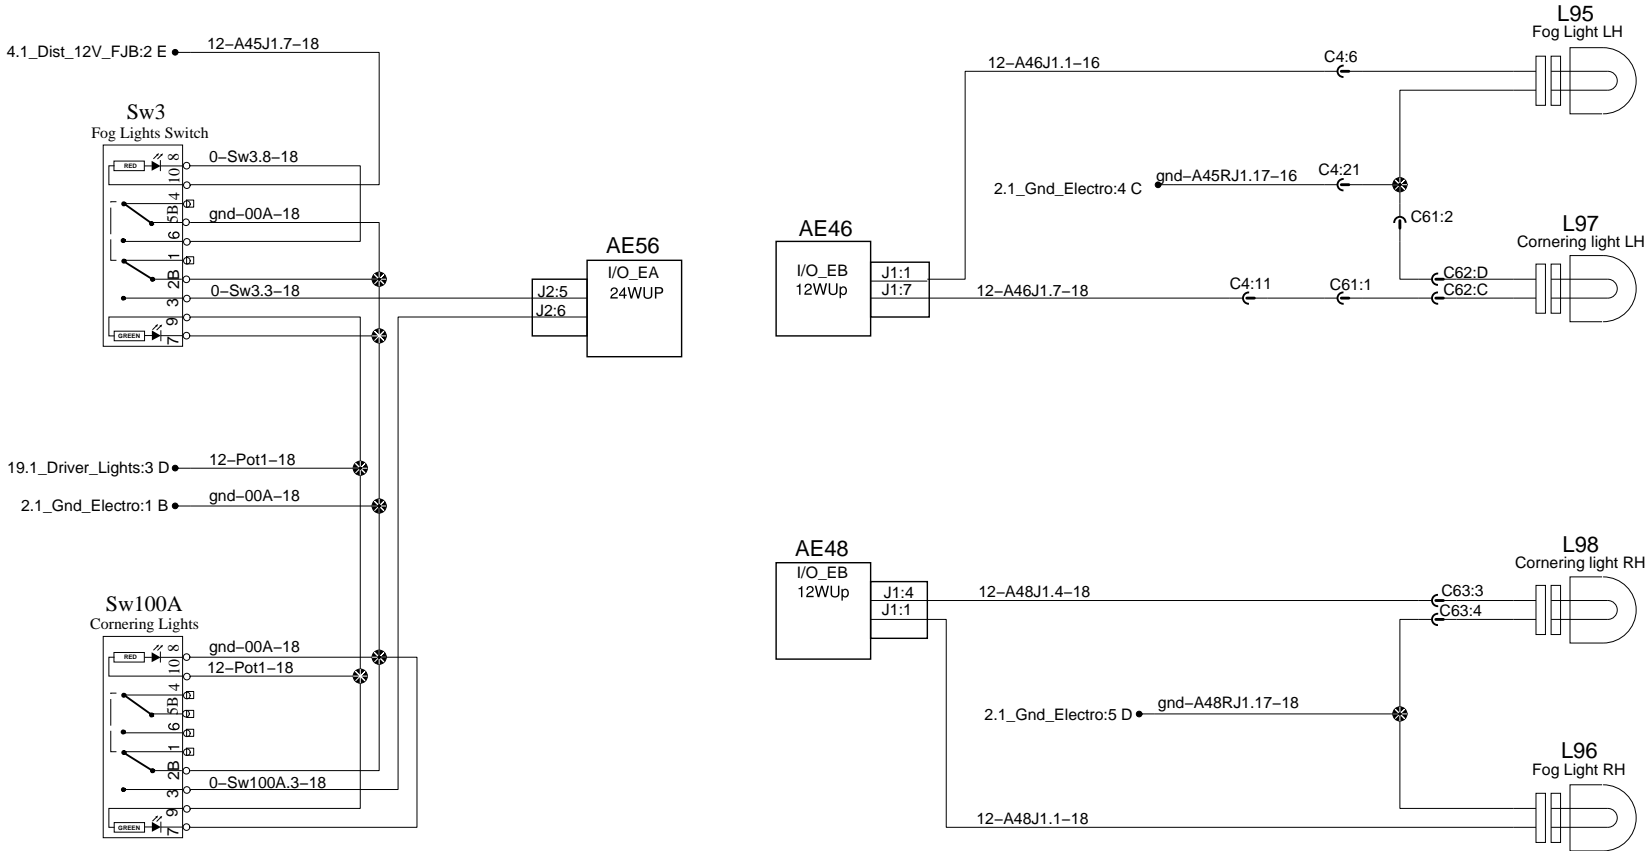 4.1_Dist_12V_FJB:2 E
12–A45J1.7–18
Sw3
Fog Lights Switch
RED
8
10
0–Sw3.8–18
4
5B
gnd–00A–18
6
1
2B
3
0–Sw3.3–18
9
GREEN
7
AE56
I/O_EA
24WUP
J2:5
J2:6
19.1_Driver_Lights:3 D
12–Pot1–18
2.1_Gnd_Electro:1 B
gnd–00A–18
Sw100A
Cornering Lights
RED
8
gnd–00A–18
10
12–Pot1–18
4
5B
6
1
2B
3
0–Sw100A.3–18
9
GREEN
7
L95
Fog Light LH
12–A46J1.1–16
C4:6
2.1_Gnd_Electro:4 C
gnd–A45RJ1.17–16
C4:21
C61:2
AE46
I/O_EB
12WUp
J1:1
J1:7
12–A46J1.7–18
C4:11
C61:1
C62:D
C62:C
L97
Cornering light LH
AE48
I/O_EB
12WUp
J1:4
J1:1
12–A48J1.4–18
C63:3
C63:4
L98
Cornering light RH
2.1_Gnd_Electro:5 D
gnd–A48RJ1.17–18
L96
Fog Light RH
12–A48J1.1–18